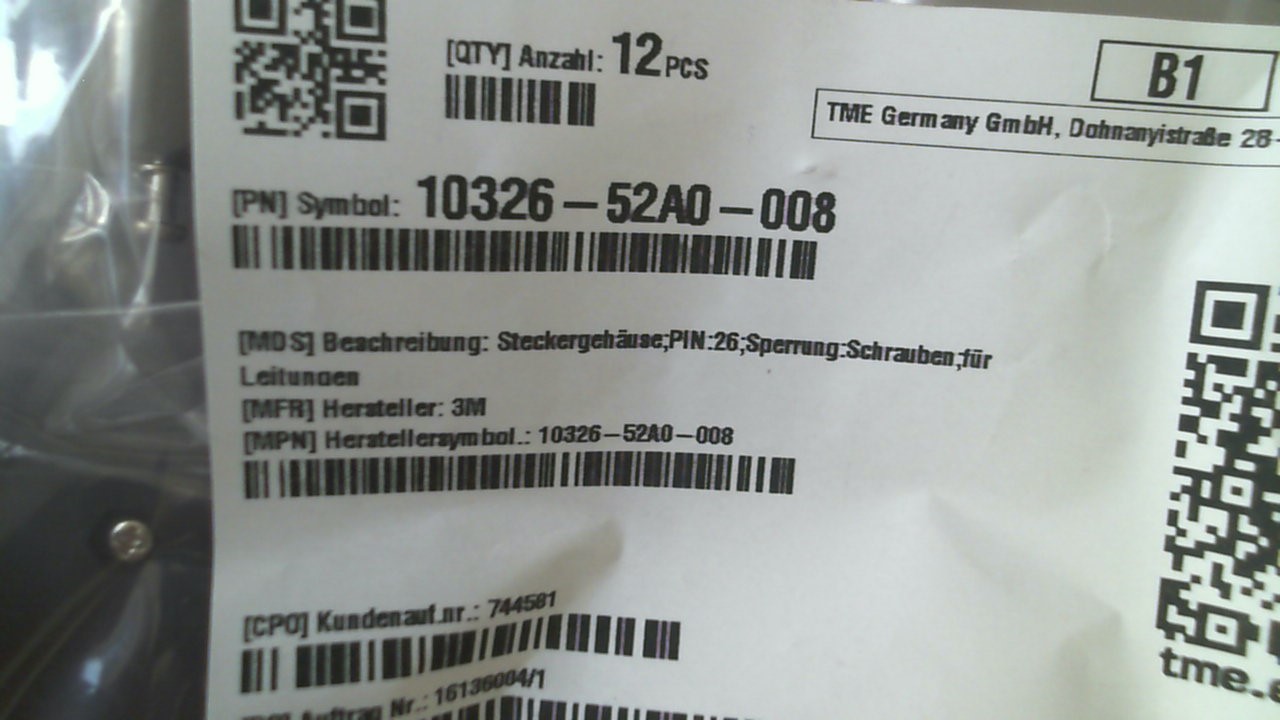 [QTY] Anzahl: 12 PCS
B1
TME Germany GmbH, Dohnanyistraße 28-
[PN] Symbol: 10326-52A0-008
[MDS] Beschreibung: Steckergehäuse;PIN:26;Sperrung:Schrauben;für
Leitungen
[MFR] Hersteller: 3M
[MPN] Herstellersymbol.: 10326-52A0-008
[CPO] Kundenauf.nr.: 744581
Auftrag Nr.: 16136004/1
tme.e